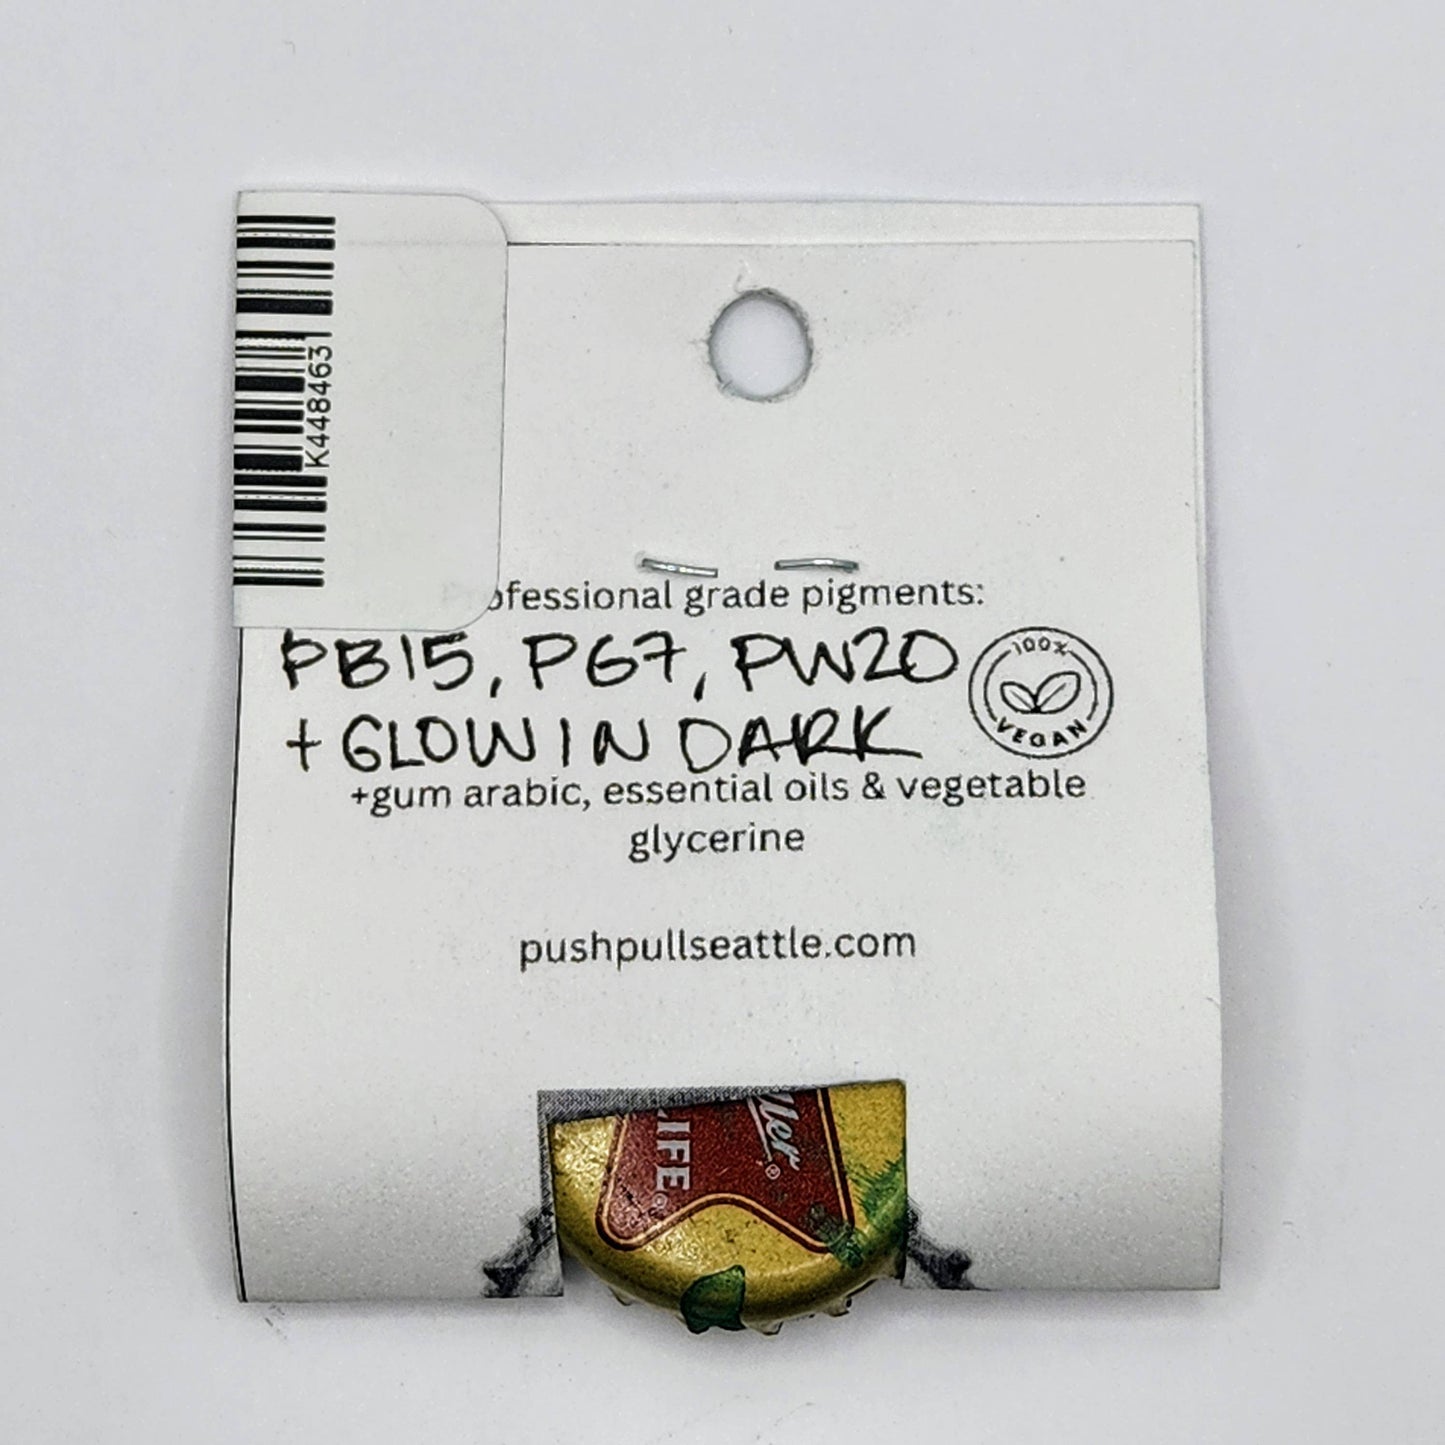 K448463
ofessional grade pigments:
PB15, PG7, PW20
+ GLOW IN DARK
100%
VEGAN
+gum arabic, essential oils & vegetable
glycerine
pushpullseattle.com
ller®
LIFE®